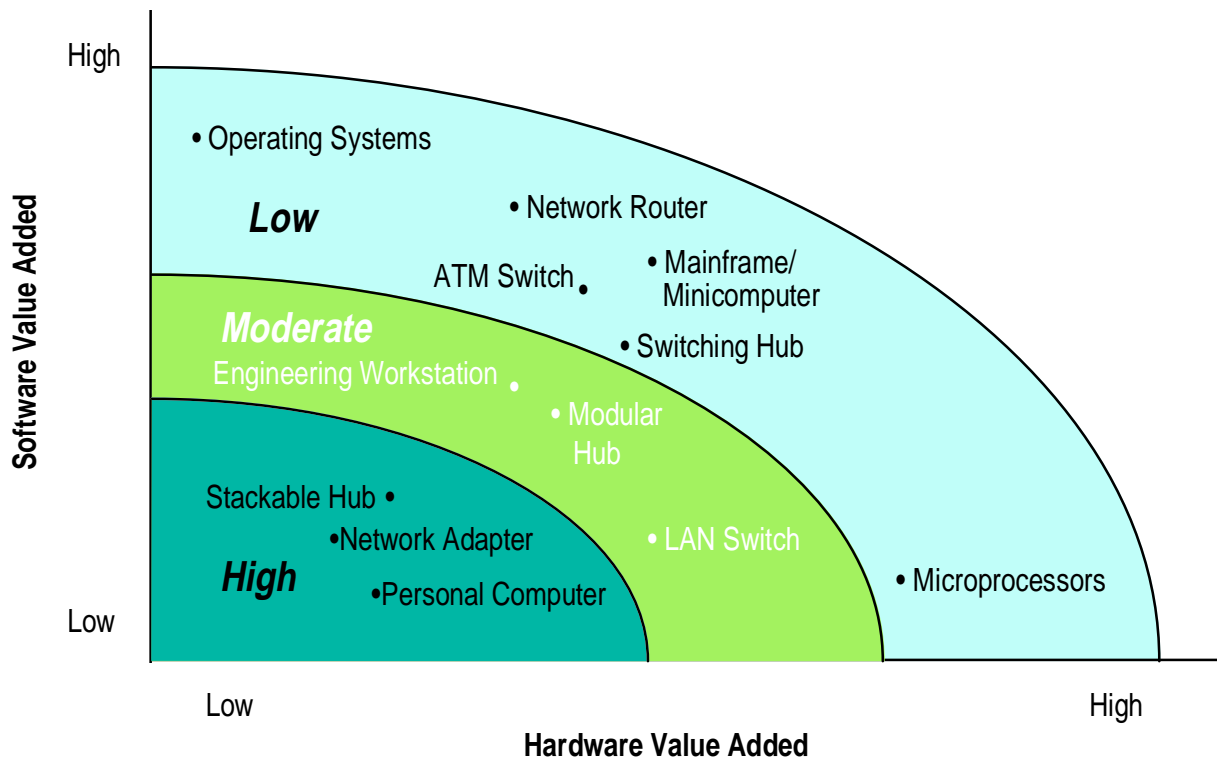 High
• Operating Systems
Low
• Network Router
ATM Switch •
• Mainframe/
Minicomputer
Moderate
• Switching Hub
Engineering Workstation •
• Modular
Hub
Stackable Hub •
•Network Adapter
• LAN Switch
High
•Personal Computer
• Microprocessors
Software Value Added
Low
Low
High
Hardware Value Added